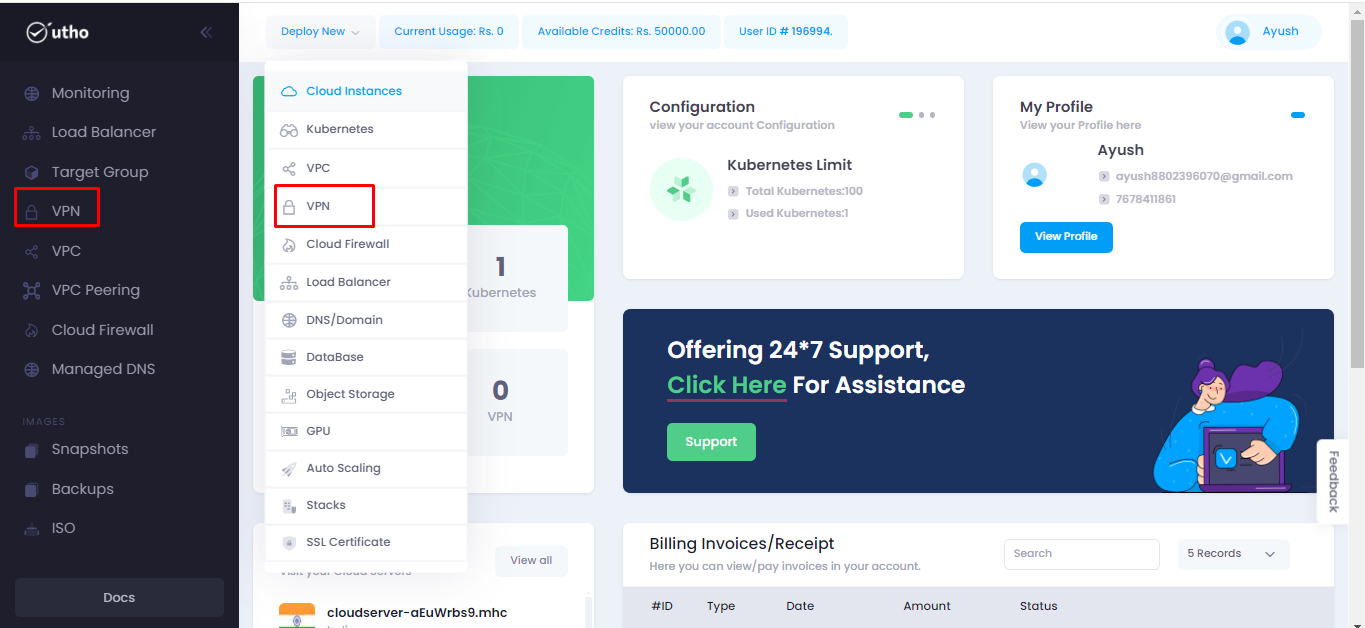 utho
Monitoring
Load Balancer
Target Group
VPN
VPC
VPC Peering
Cloud Firewall
Managed DNS
IMAGES
Snapshots
Backups
ISO
Docs
Deploy New
Current Usage: Rs. 0
Available Credits: Rs. 50000.00
User ID # 196994.
Ayush
Cloud Instances
Kubernetes
VPC
VPN
Cloud Firewall
Load Balancer
DNS/Domain
DataBase
Object Storage
GPU
Auto Scaling
Stacks
SSL Certificate
1
Kubernetes
0
VPN
Configuration
view your account Configuration
Kubernetes Limit
Total Kubernetes:100
Used Kubernetes:1
My Profile
View your Profile here
Ayush
ayush8802396070@gmail.com
7678411861
View Profile
Offering 24*7 Support,
Click Here For Assistance
Support
Feedback
View all
Visit your Cloud Servers
cloudserver-aEuWrbs9.mhc
Billing Invoices/Receipt
Here you can view/pay invoices in your account.
Search
5 Records
#ID Type Date Amount Status